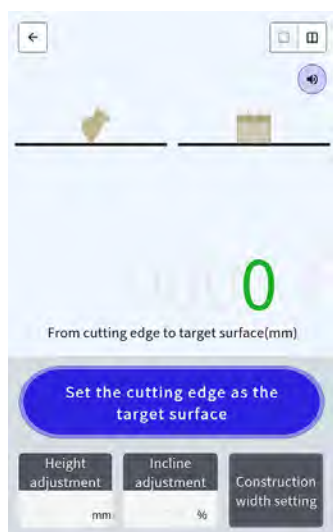 0
From cutting edge to target surface(mm)
Set the cutting edge as the
target surface
Height
adjustment
mm
Incline
adjustment
%
Construction
width setting